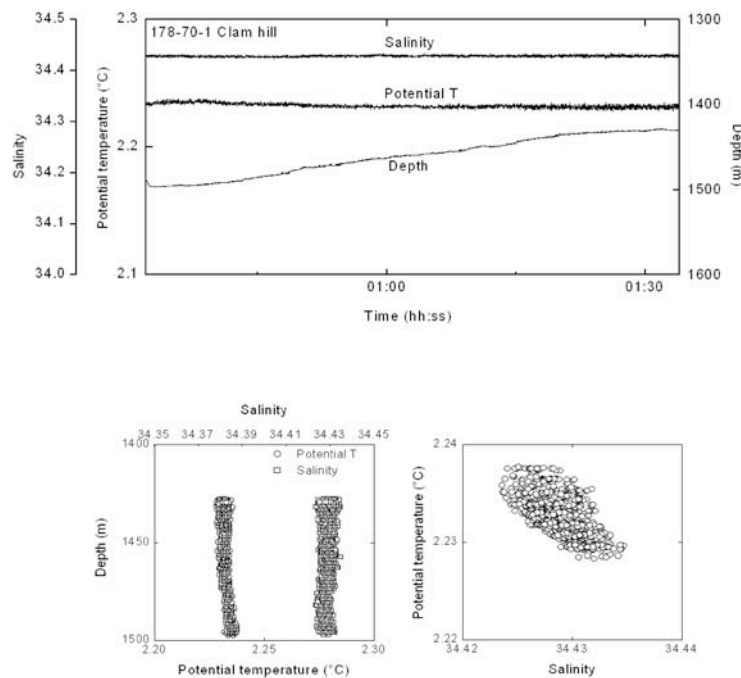 34.5
34.4
34.3
34.2
34.1
34.0
Salinity
2.3
2.2
2.1
Potential temperature (°C)
178-70-1 Clam hill
Salinity
Potential T
Depth
1300
1400
1500
1600
Depth (m)
01:00 01:30
Time (hh:ss)
Salinity
34.35 34.37 34.39 34.41 34.43 34.45
1400
1450
1500
Depth (m)
Potential T
Salinity
2.20 2.25 2.30
Potential temperature (°C)
2.24
2.23
2.22
Potential temperature (°C)
34.42 34.43 34.44
Salinity